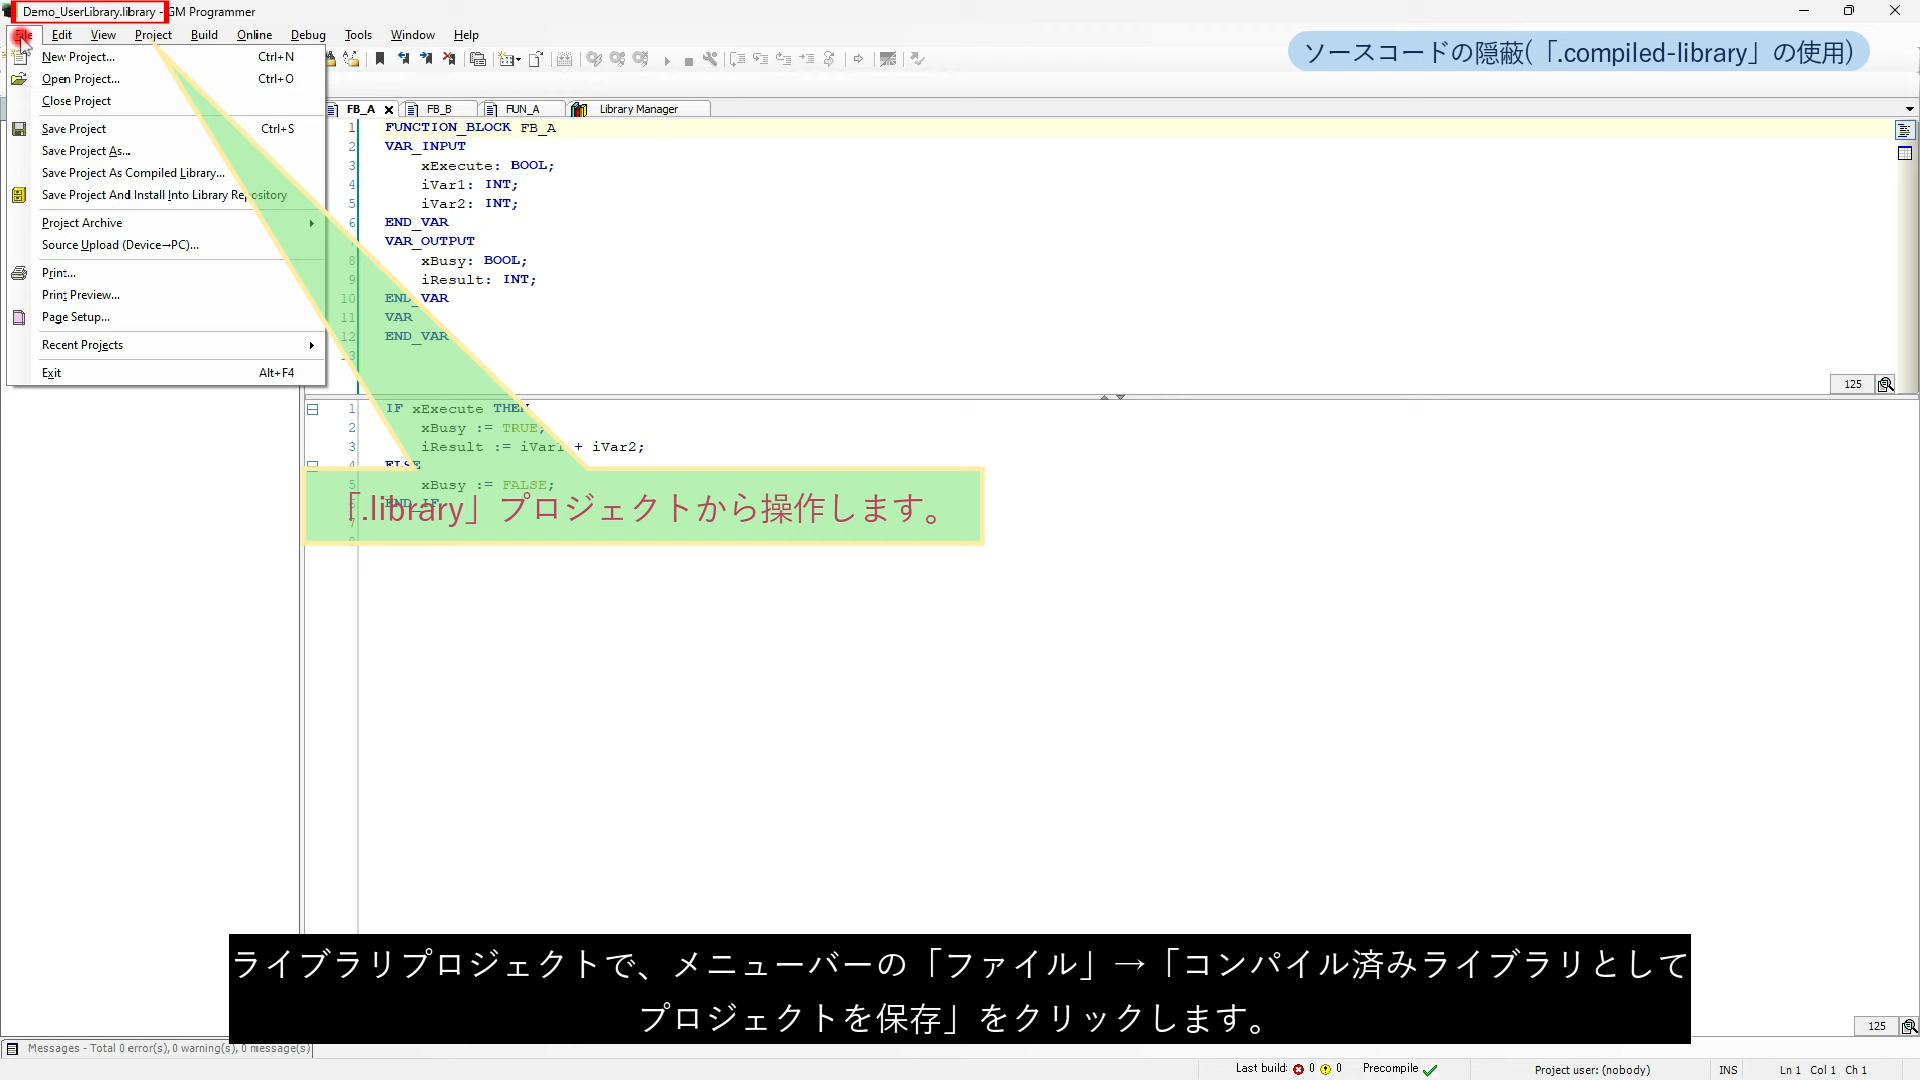 Demo_UserLibrary.library - GM Programmer
File Edit View Project Build Online Debug Tools Window Help
ソースコードの隠蔽(「.compiled-library」の使用)
New Project... Ctrl+N
Open Project... Ctrl+O
Close Project
Save Project Ctrl+S
Save Project As...
Save Project As Compiled Library...
Save Project And Install Into Library Repository
Project Archive
Source Upload (Device→PC)...
Print...
Print Preview...
Page Setup...
Recent Projects
Exit Alt+F4
FB_A FB_B FUN_A Library Manager
1 FUNCTION_BLOCK FB_A
2 VAR_INPUT
3 xExecute: BOOL;
4 iVar1: INT;
5 iVar2: INT;
6 END_VAR
VAR_OUTPUT
8 xBusy: BOOL;
9 iResult: INT;
10 END_VAR
11 VAR
12 END_VAR
13
125
1 IF xExecute THEN
2 xBusy := TRUE;
3 iResult := iVar1 + iVar2;
4 ELSE
5 xBusy := FALSE;
END_IF
7
8
「.library」プロジェクトから操作します。
ライブラリプロジェクトで、メニューバーの「ファイル」→「コンパイル済みライブラリとして
プロジェクトを保存」をクリックします。
125
Messages - Total 0 error(s), 0 warning(s), 0 message(s)
Last build: 0 0 Precompile Project user: (nobody) INS Ln 1 Col 1 Ch 1